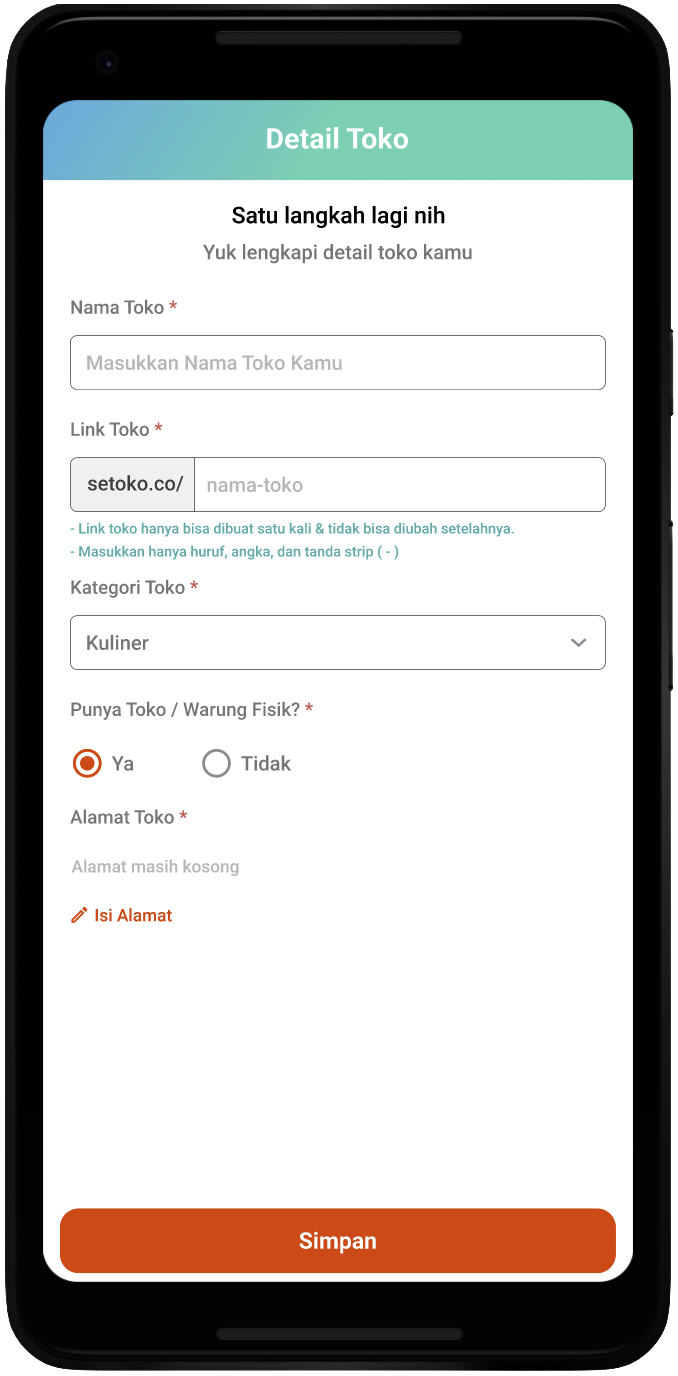 Detail Toko
Satu langkah lagi nih
Yuk lengkapi detail toko kamu
Nama Toko *
Masukkan Nama Toko Kamu
Link Toko *
setoko.co/ nama-toko
- Link toko hanya bisa dibuat satu kali & tidak bisa diubah setelahnya.
- Masukkan hanya huruf, angka, dan tanda strip ( - )
Kategori Toko *
Kuliner
Punya Toko / Warung Fisik? *
Ya Tidak
Alamat Toko *
Alamat masih kosong
Isi Alamat
Simpan